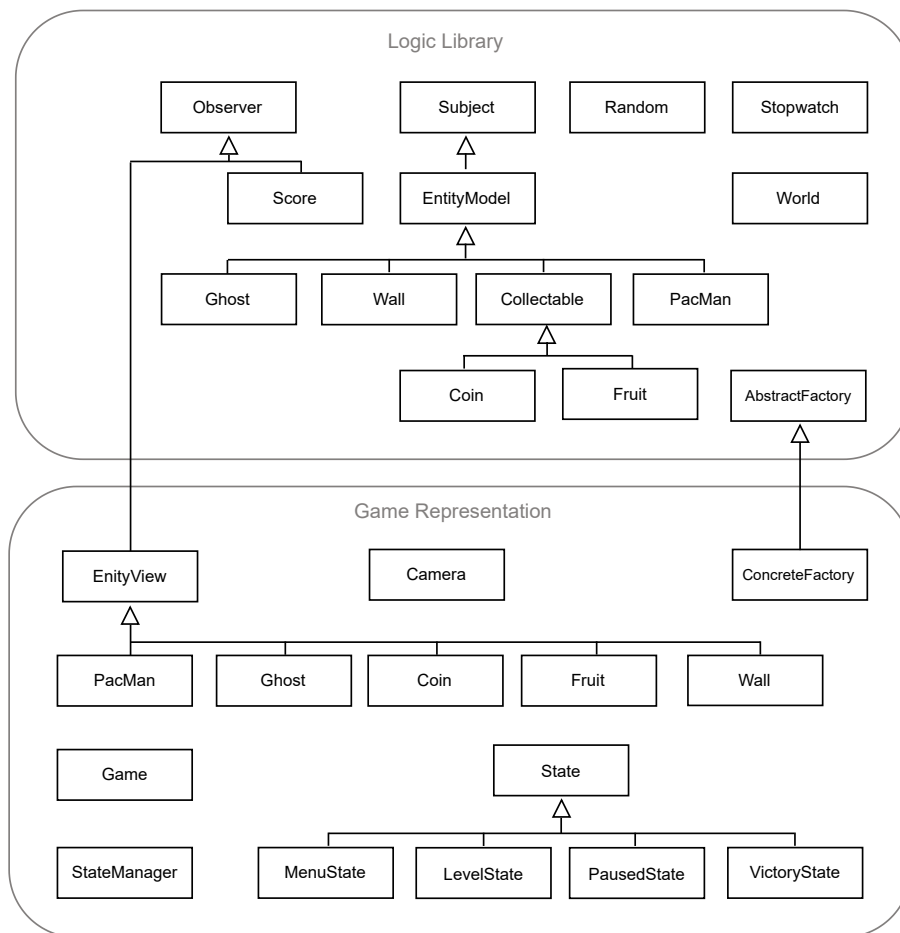 Logic Library
Observer
Subject
Random
Stopwatch
Score
EntityModel
World
Ghost
Wall
Collectable
PacMan
Coin
Fruit
AbstractFactory
Game Representation
EnityView
Camera
ConcreteFactory
PacMan
Ghost
Coin
Fruit
Wall
Game
State
StateManager
MenuState
LevelState
PausedState
VictoryState